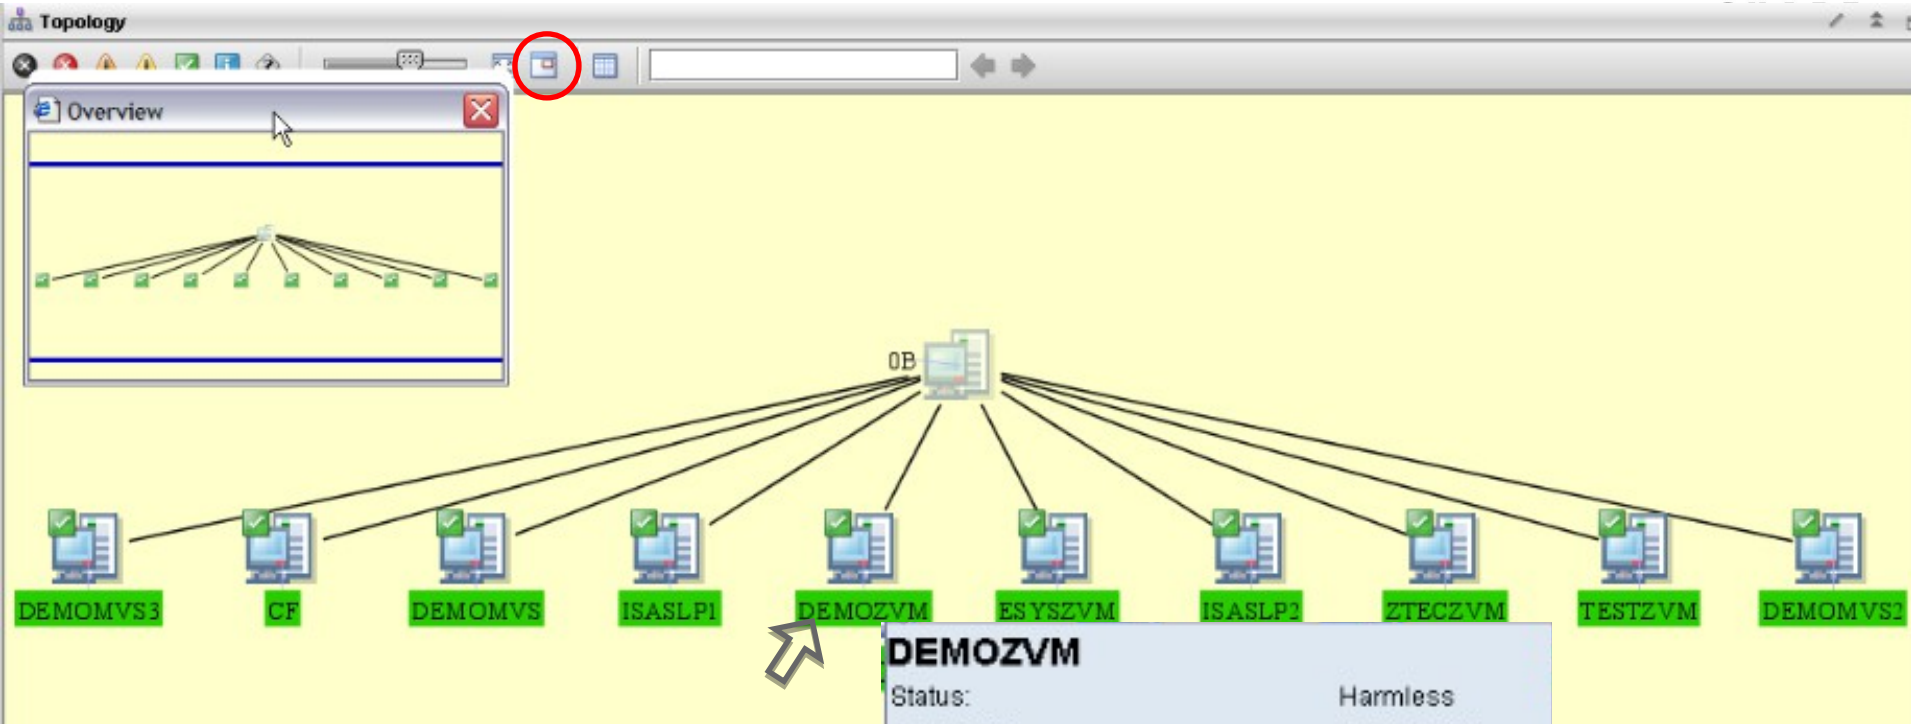 Topology
Overview
0B
DEMOMVS3 CF DEMOMVS ISASLP1 DEMOZVM ESYSZVM ISASLP2 ZTECZVM TESTZVM DEMOMVS2
DEMOZVM
Status: Harmless